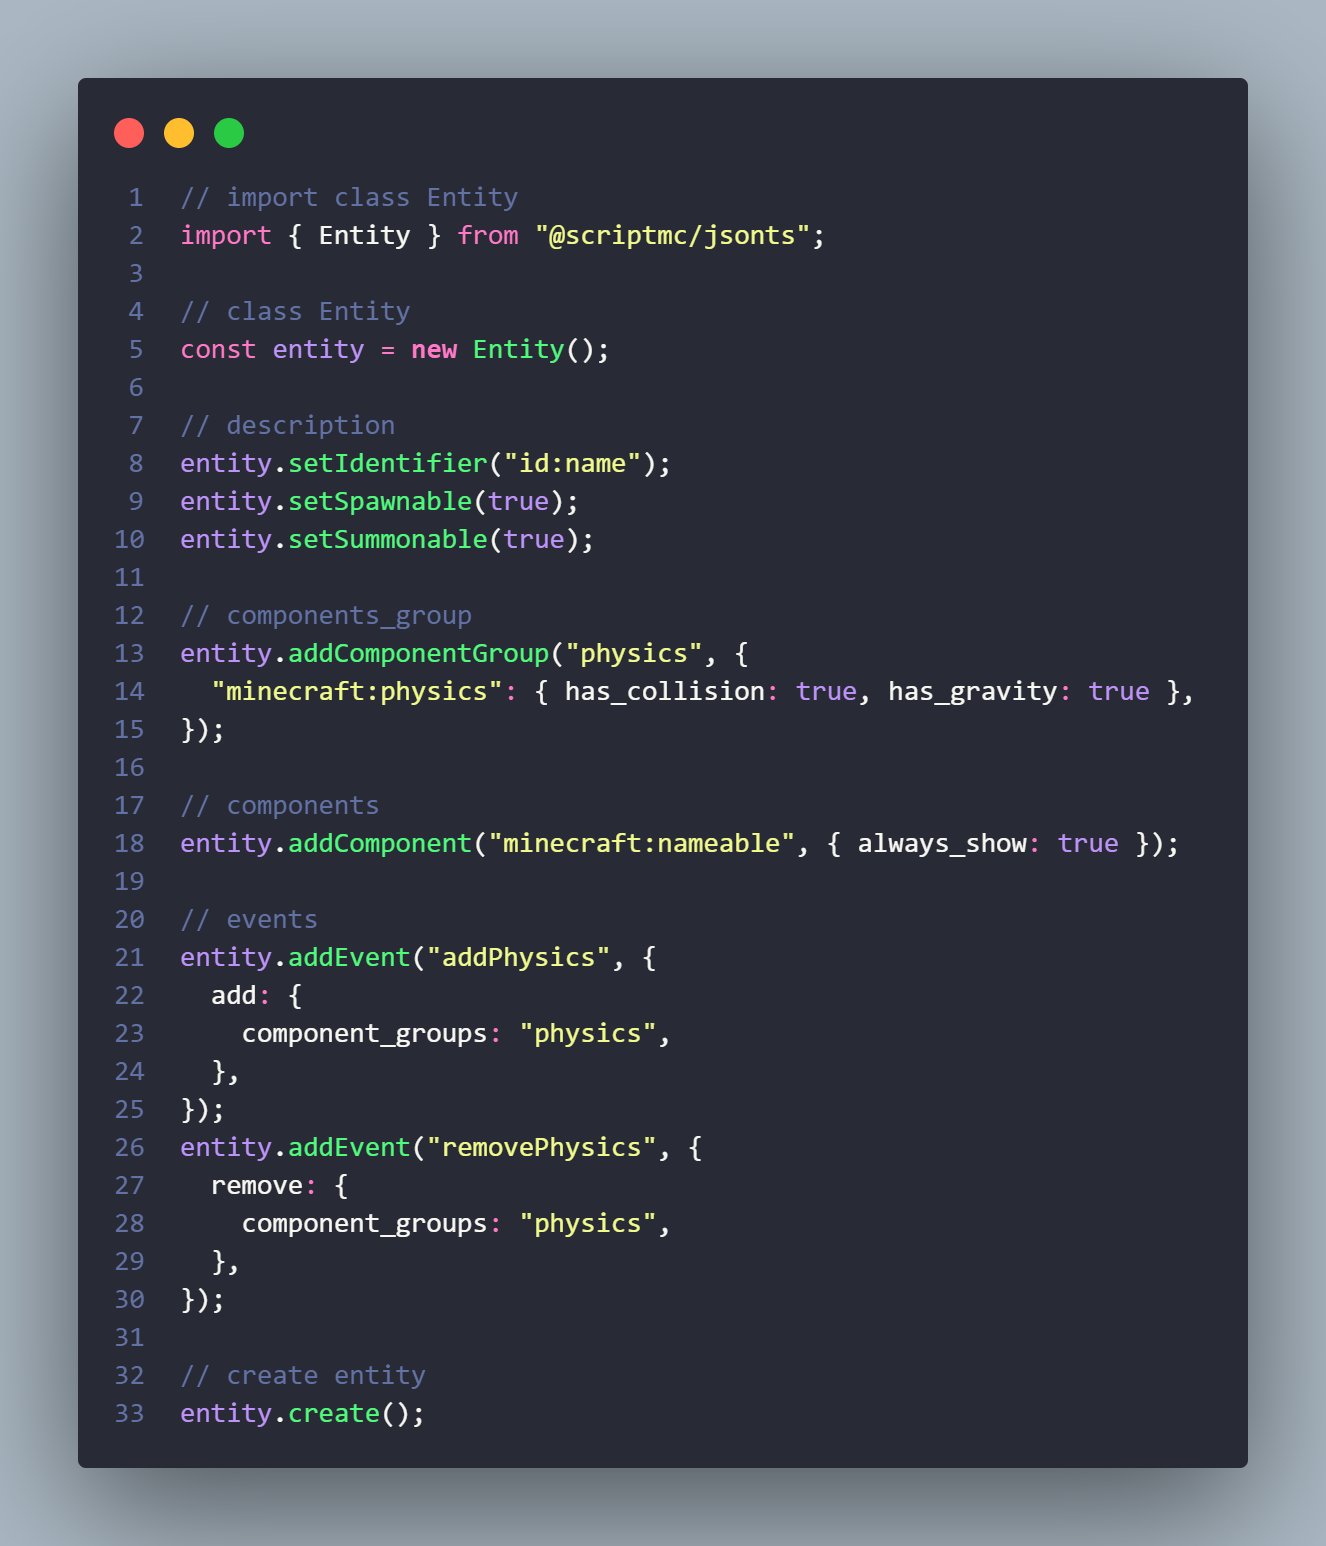 1 // import class Entity
2 import { Entity } from "@scriptmc/jsonts";
3
4 // class Entity
5 const entity = new Entity();
6
7 // description
8 entity.setIdentifier("id:name");
9 entity.setSpawnable(true);
10 entity.setSummonable(true);
11
12 // components_group
13 entity.addComponentGroup("physics", {
14   "minecraft:physics": { has_collision: true, has_gravity: true },
15 });
16
17 // components
18 entity.addComponent("minecraft:nameable", { always_show: true });
19
20 // events
21 entity.addEvent("addPhysics", {
22   add: {
23     component_groups: "physics",
24   },
25 });
26 entity.addEvent("removePhysics", {
27   remove: {
28     component_groups: "physics",
29   },
30 });
31
32 // create entity
33 entity.create();